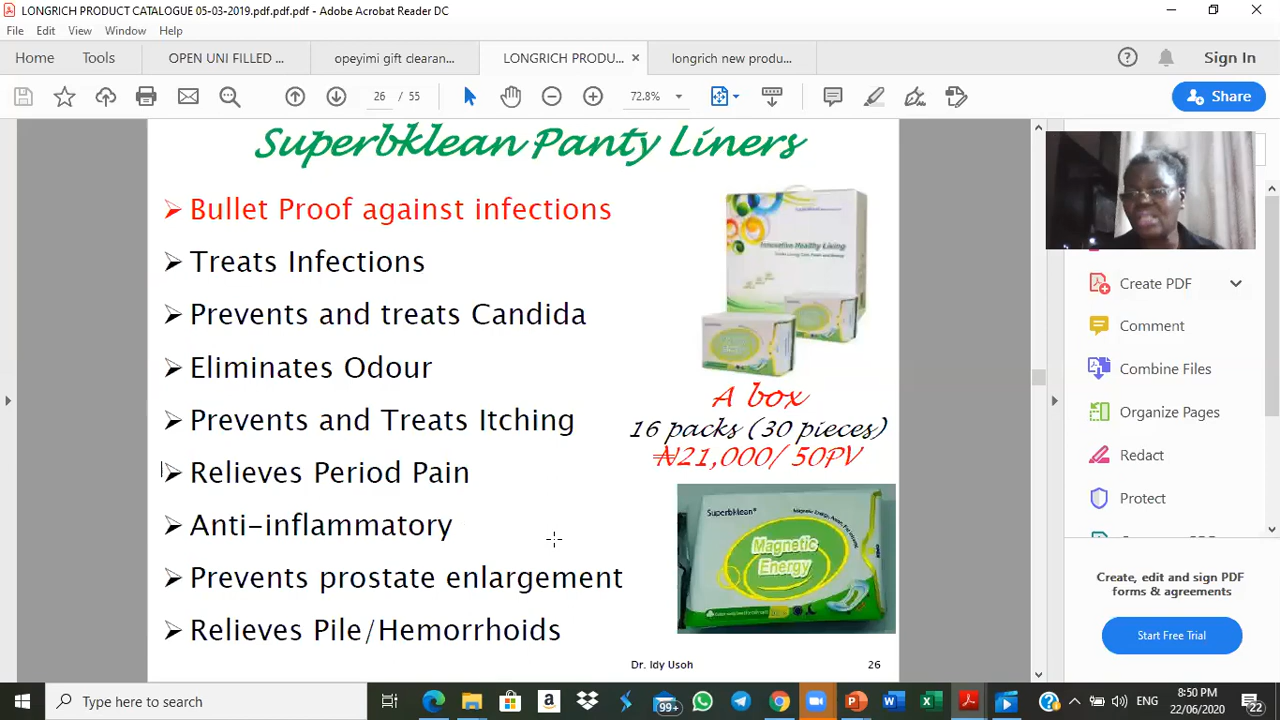 LONGRICH PRODUCT CATALOGUE 05-03-2019.pdf.pdf.pdf - Adobe Acrobat Reader DC
File Edit View Window Help
Home Tools OPEN UNI FILLED ... opeyimi gift clearan... LONGRICH PRODU... × longrich new produ... Sign In
26 / 55 72.8% Share
Superbklean Panty Liners
➢ Bullet Proof against infections
➢ Treats Infections
➢ Prevents and treats Candida
➢ Eliminates Odour
➢ Prevents and Treats Itching
➢ Relieves Period Pain
➢ Anti-inflammatory
➢ Prevents prostate enlargement
➢ Relieves Pile/Hemorrhoids
Innovative Healthy Living
A box
16 packs (30 pieces)
₦21,000/ 50PV
Superbklean®
Magnetic
Energy
Dr. Idy Usoh 26
Create PDF
Comment
Combine Files
Organize Pages
Redact
Protect
Create, edit and sign PDF
forms & agreements
Start Free Trial
Type here to search
99+
ENG
8:50 PM
22/06/2020
22